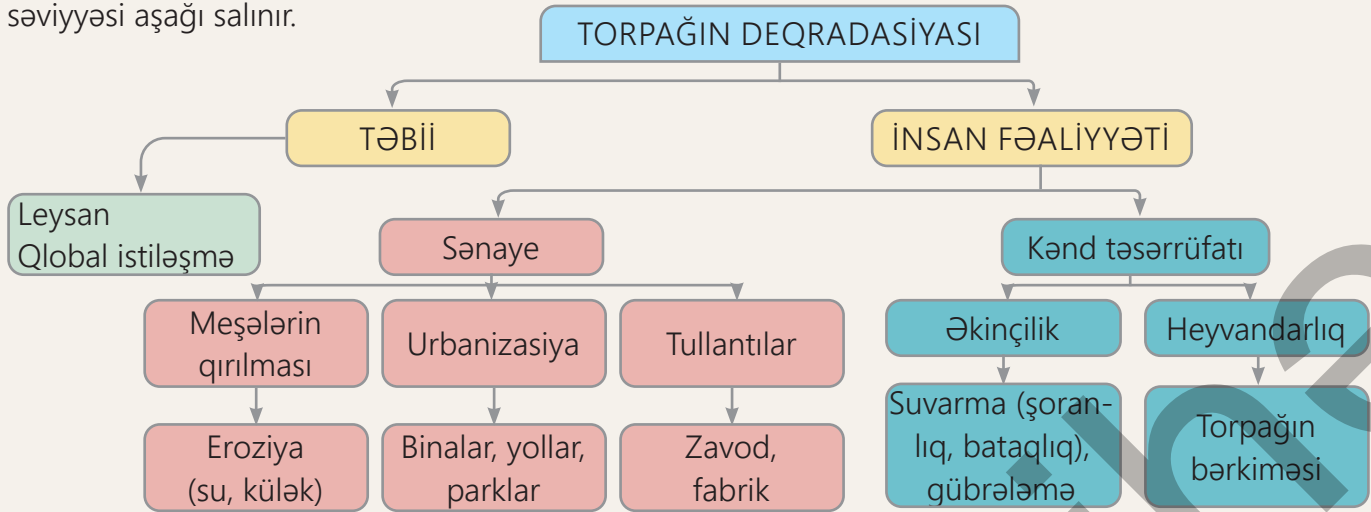 səviyyəsi aşağı salınır.
TORPAĞIN DEQRADASİYASI
TƏBİİ
İNSAN FƏALİYYƏTİ
Leysan
Qlobal istiləşmə
Sənaye
Kənd təsərrüfatı
Meşələrin
qırılması
Urbanizasiya
Tullantılar
Əkinçilik
Heyvandarlıq
Eroziya
(su, külək)
Binalar, yollar,
parklar
Zavod,
fabrik
Suvarma (şoran-
lıq, bataqlıq),
gübrələmə
Torpağın
bərkiməsi